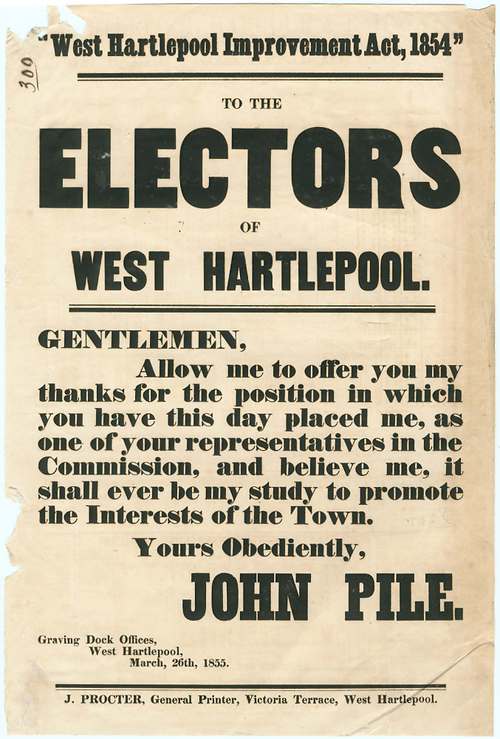 "West Hartlepool Improvement Act, 1854"
300
TO THE
ELECTORS
OF
WEST HARTLEPOOL.
GENTLEMEN,
Allow me to offer you my
thanks for the position in which
you have this day placed me, as
one of your representatives in the
Commission, and believe me, it
shall ever be my study to promote
the Interests of the Town.
Yours Obediently,
JOHN PILE.
Graving Dock Offices,
West Hartlepool,
March, 26th, 1855.
J. PROCTER, General Printer, Victoria Terrace, West Hartlepool.